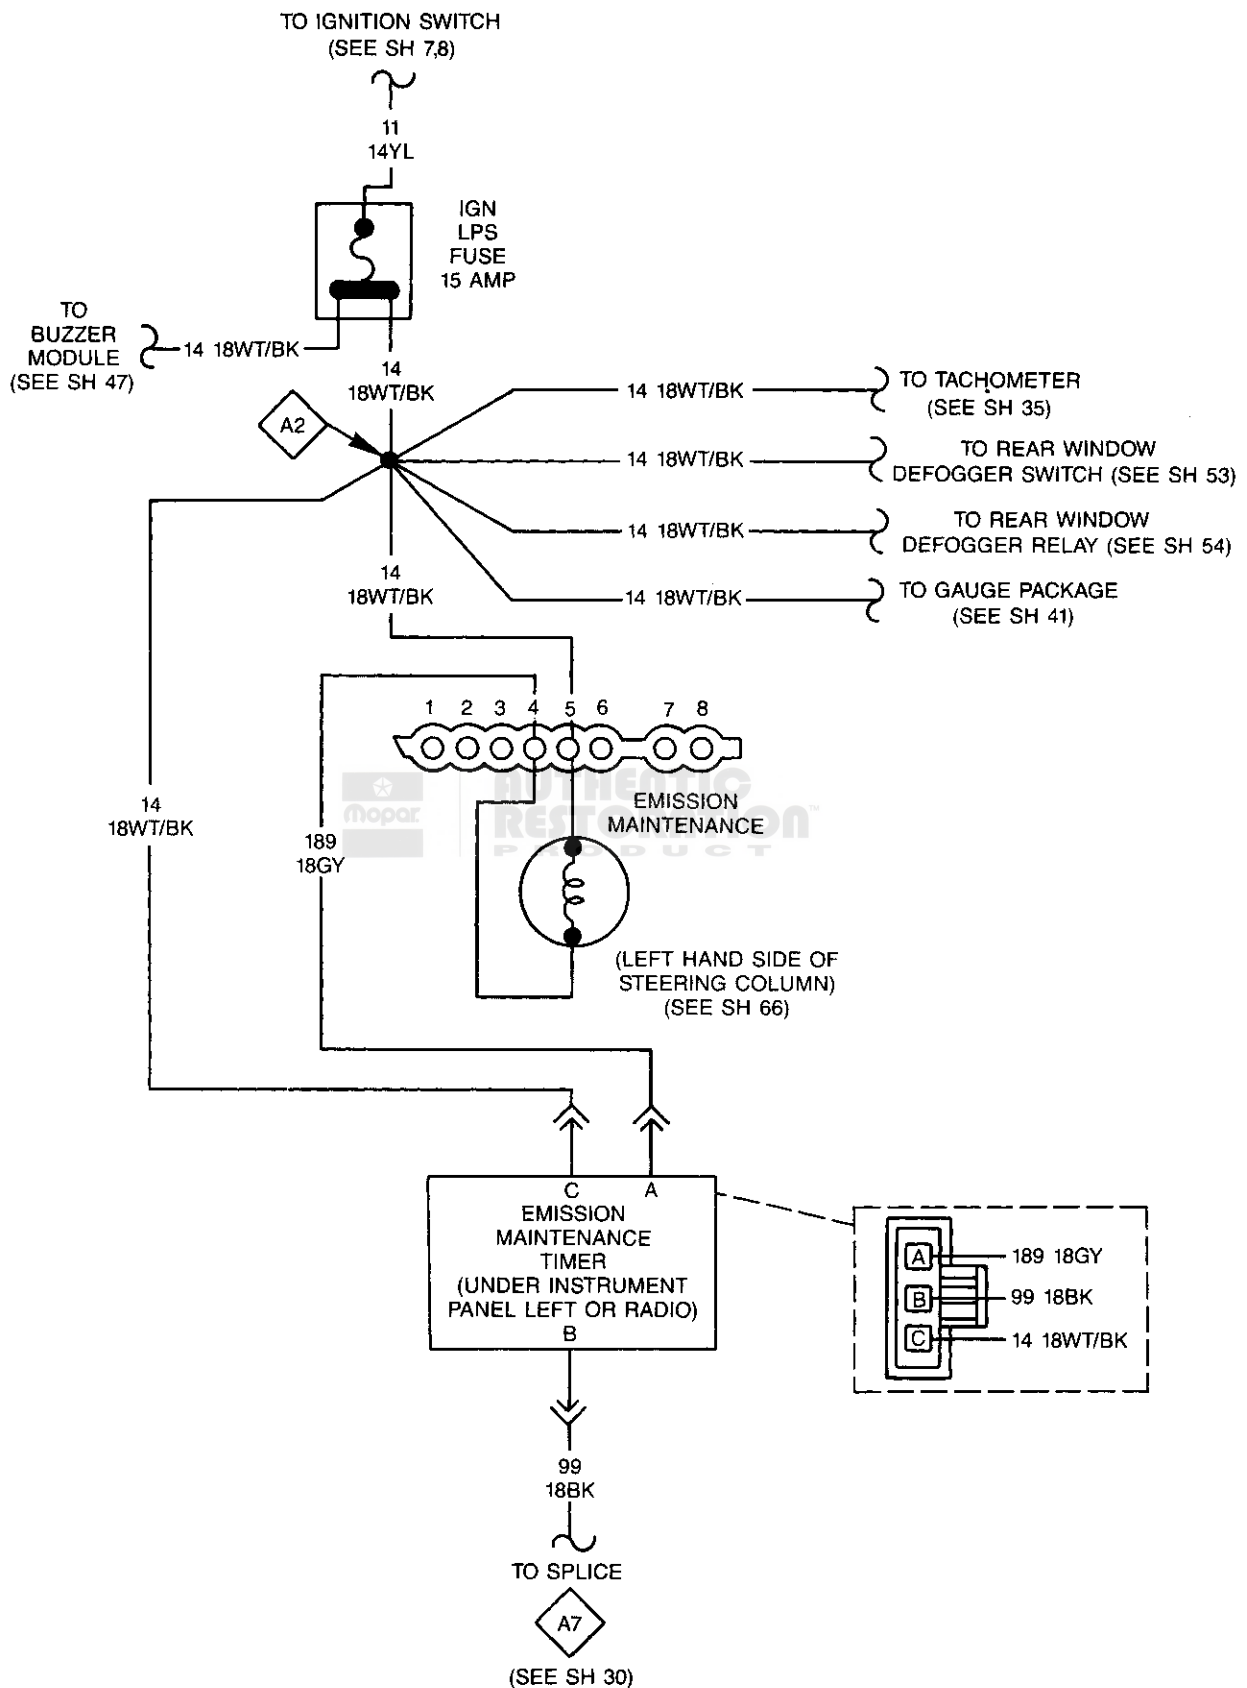 TO IGNITION SWITCH
(SEE SH 7,8)
11
14YL
IGN
LPS
FUSE
15 AMP
TO
BUZZER
MODULE
(SEE SH 47)
14 18WT/BK
14
18WT/BK
A2
14 18WT/BK
TO TACHOMETER
(SEE SH 35)
14 18WT/BK
TO REAR WINDOW
DEFOGGER SWITCH (SEE SH 53)
14 18WT/BK
TO REAR WINDOW
DEFOGGER RELAY (SEE SH 54)
14 18WT/BK
TO GAUGE PACKAGE
(SEE SH 41)
14
18WT/BK
1 2 3 4 5 6 7 8
Mopar
AUTHENTIC
RESTORATION™
PRODUCT
EMISSION
MAINTENANCE
14
18WT/BK
189
18GY
(LEFT HAND SIDE OF
STEERING COLUMN)
(SEE SH 66)
C A
EMISSION
MAINTENANCE
TIMER
(UNDER INSTRUMENT
PANEL LEFT OR RADIO)
B
A 189 18GY
B 99 18BK
C 14 18WT/BK
99
18BK
TO SPLICE
A7
(SEE SH 30)